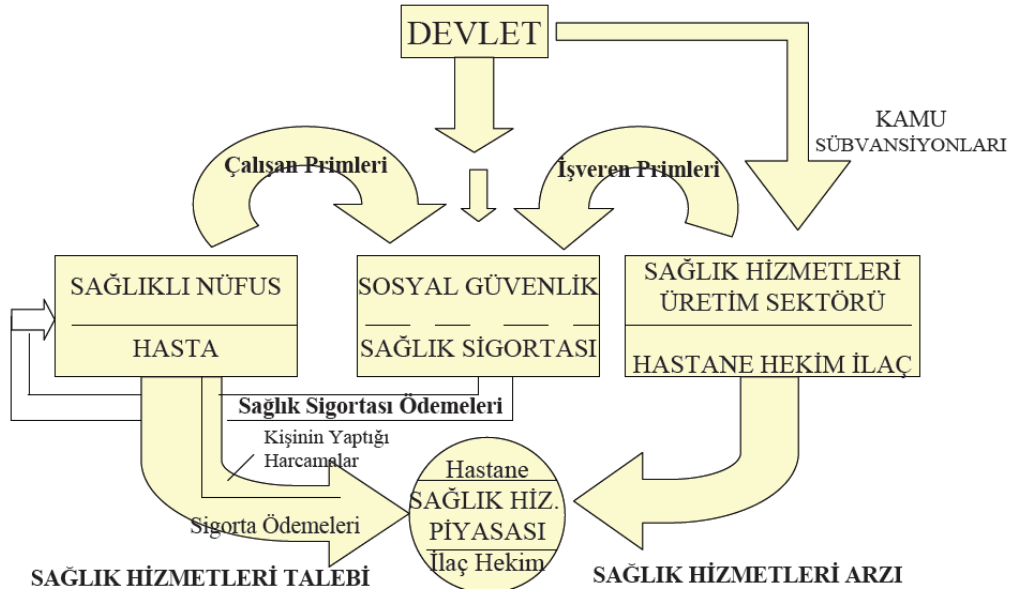 DEVLET
KAMU
SÜBVANSİYONLARI
Çalışan Primleri
İşveren Primleri
SAĞLIKLI NÜFUS
HASTA
SOSYAL GÜVENLİK
SAĞLIK SİGORTASI
SAĞLIK HİZMETLERİ
ÜRETİM SEKTÖRÜ
HASTANE HEKİM İLAÇ
Sağlık Sigortası Ödemeleri
Kişinin Yaptığı
Harcamalar
Sigorta Ödemeleri
Hastane
SAĞLIK HİZ.
PİYASASI
İlaç Hekim
SAĞLIK HİZMETLERİ TALEBİ
SAĞLIK HİZMETLERİ ARZI